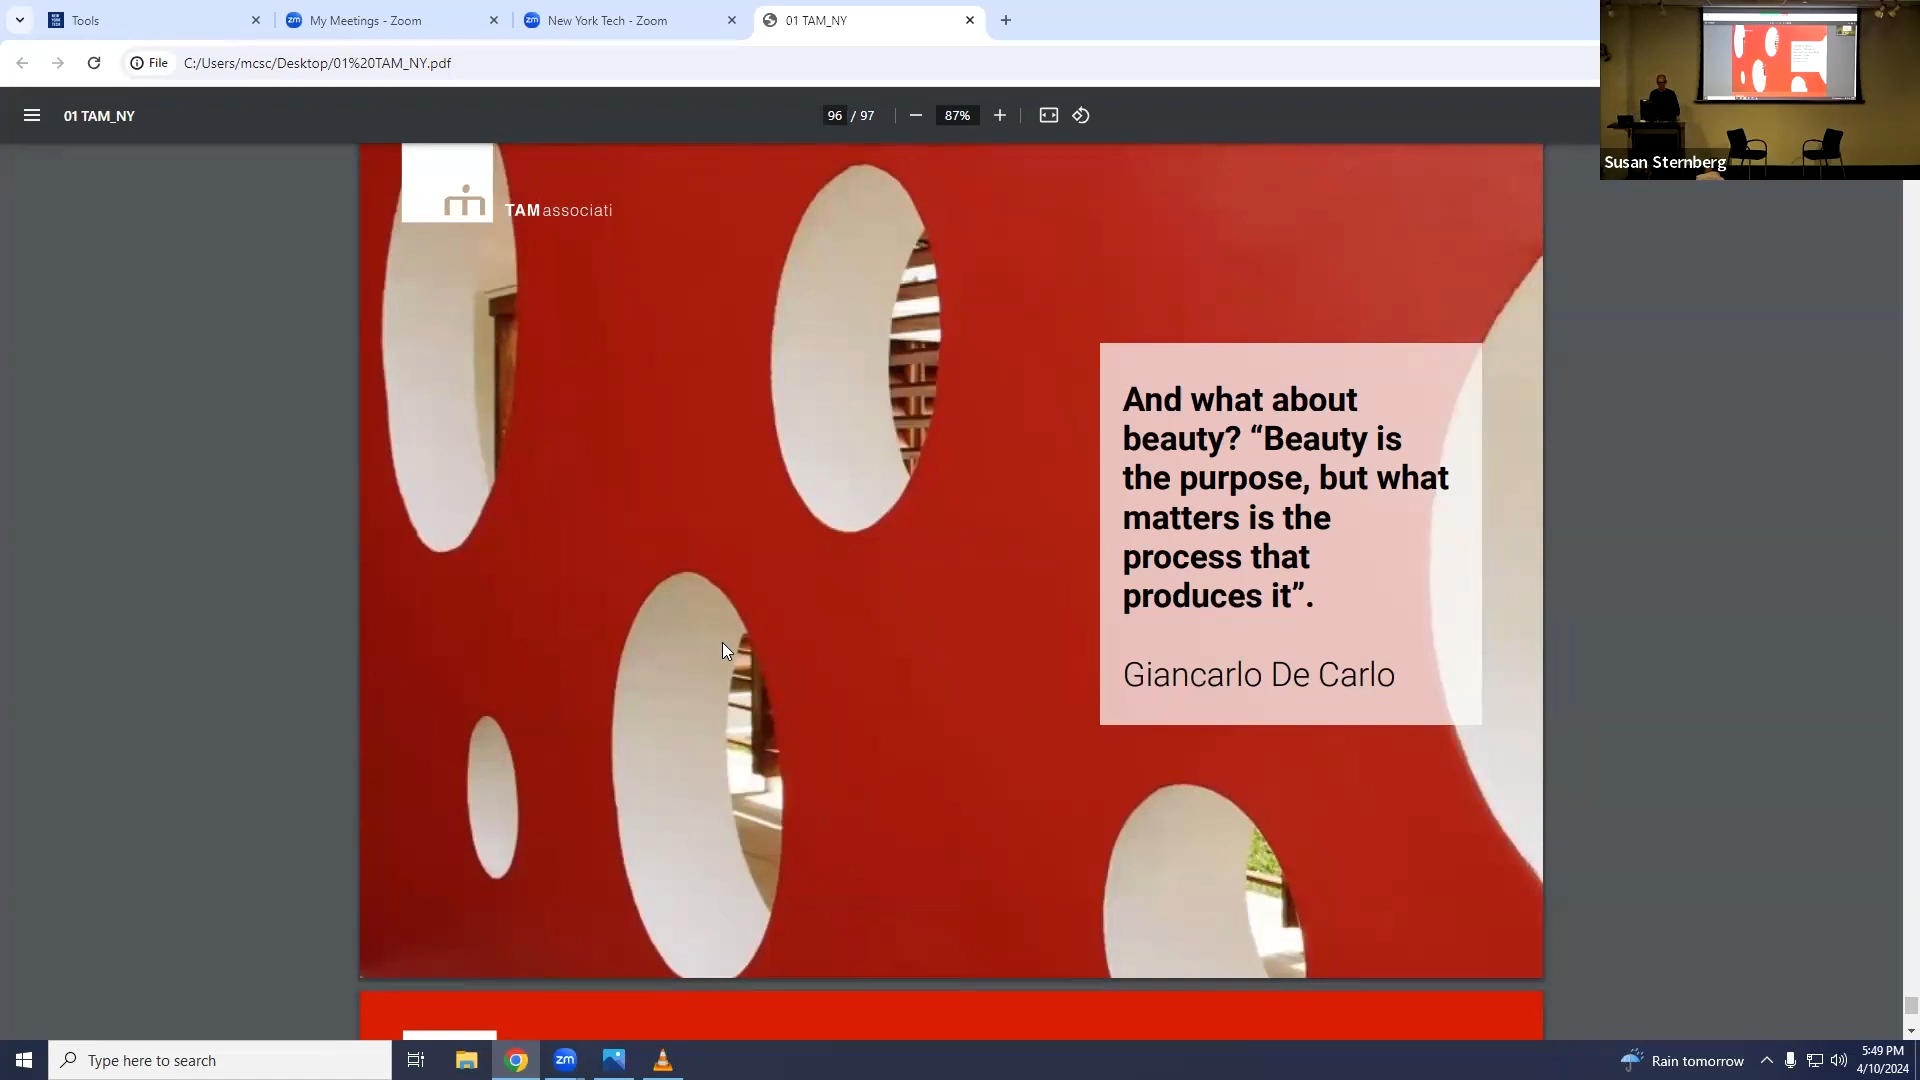 Tools
My Meetings - Zoom
New York Tech - Zoom
01 TAM_NY
File
C:/Users/mcsc/Desktop/01%20TAM_NY.pdf
01 TAM_NY
96 / 97
87%
Susan Sternberg
TAMassociati
And what about
beauty? “Beauty is
the purpose, but what
matters is the
process that
produces it”.
Giancarlo De Carlo
Type here to search
zm
Rain tomorrow
5:49 PM
4/10/2024